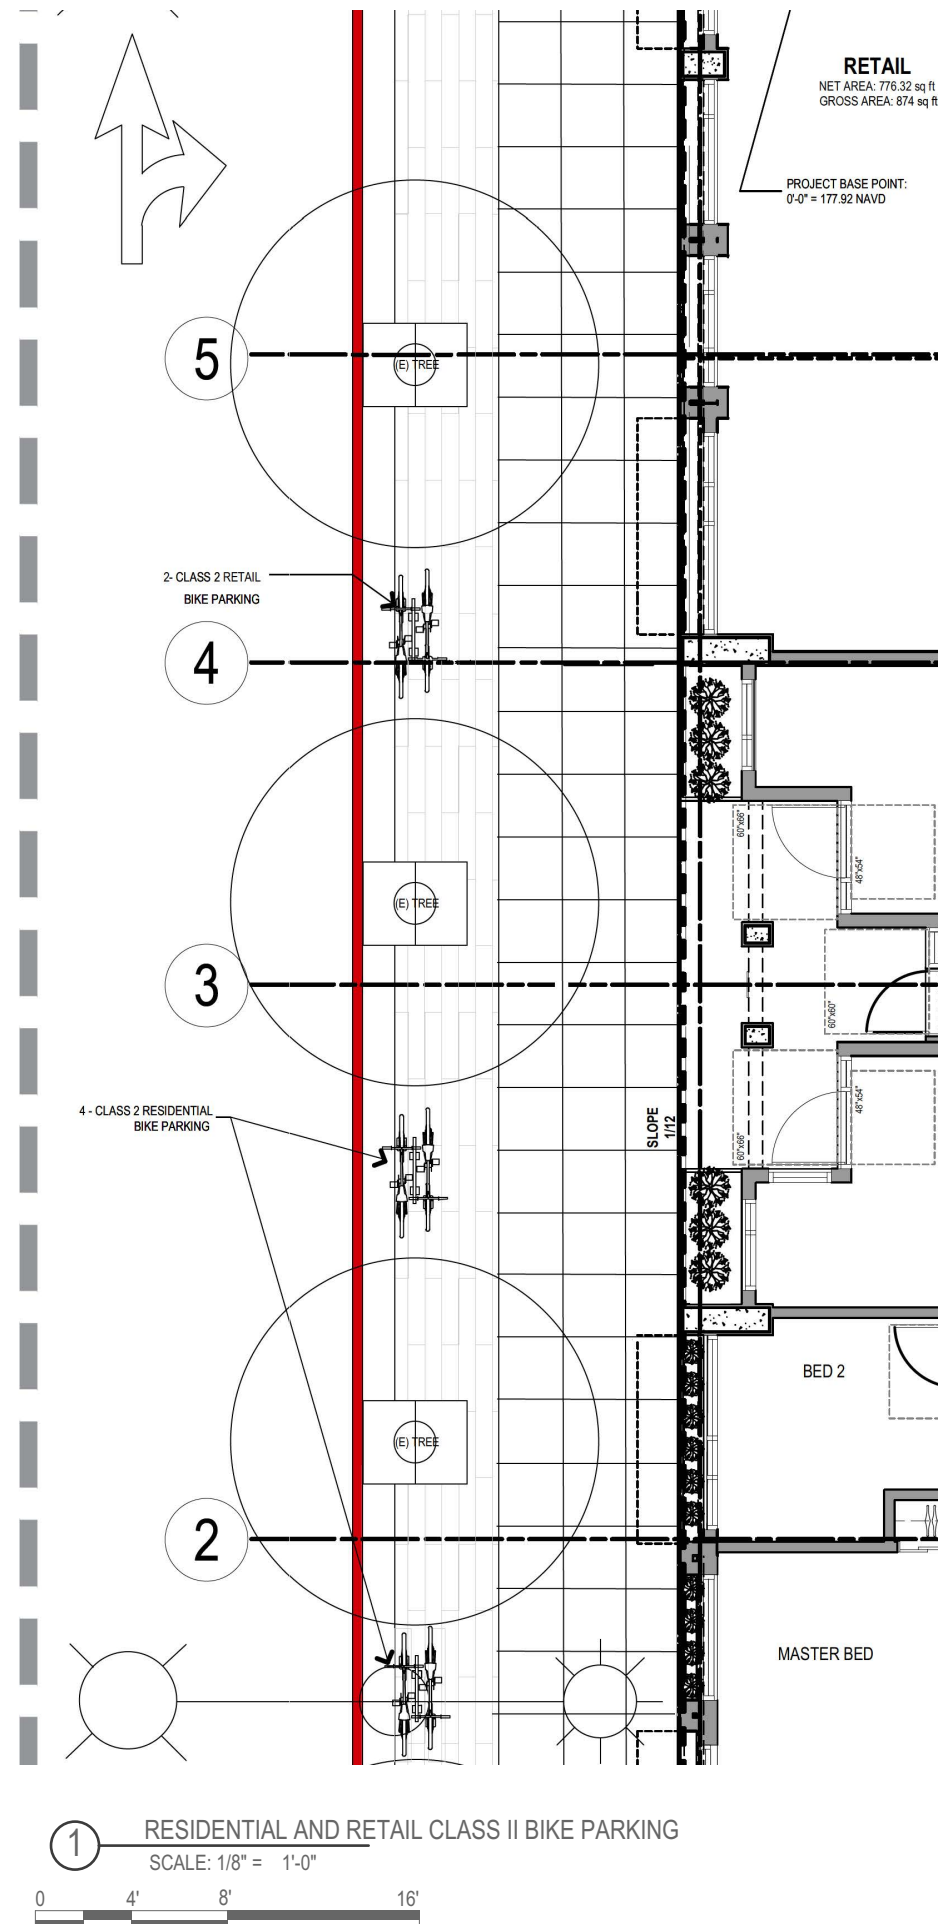 RETAIL
NET AREA: 776.32 sq ft
GROSS AREA: 874 sq ft
PROJECT BASE POINT:
0'-0" = 177.92 NAVD
5
(E) TREE
2- CLASS 2 RETAIL
BIKE PARKING
4
60"x66"
48"x54"
(E) TREE
3
60"x60"
4 - CLASS 2 RESIDENTIAL
BIKE PARKING
SLOPE
1/12
60"x66"
48"x54"
BED 2
(E) TREE
2
MASTER BED
1
RESIDENTIAL AND RETAIL CLASS II BIKE PARKING
SCALE: 1/8" = 1'-0"
0 4' 8' 16'